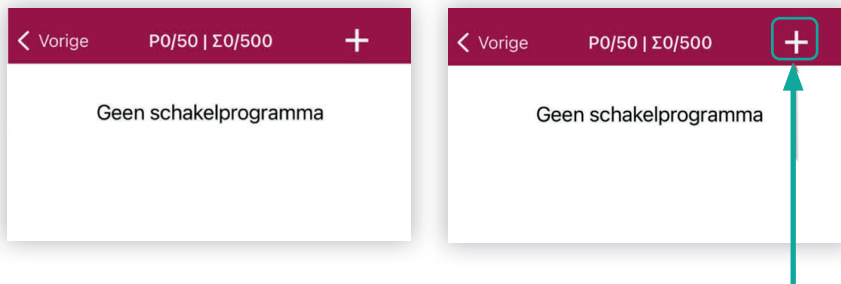 Vorige P0/50 | Σ0/500 +
Geen schakelprogramma
Vorige P0/50 | Σ0/500 +
Geen schakelprogramma